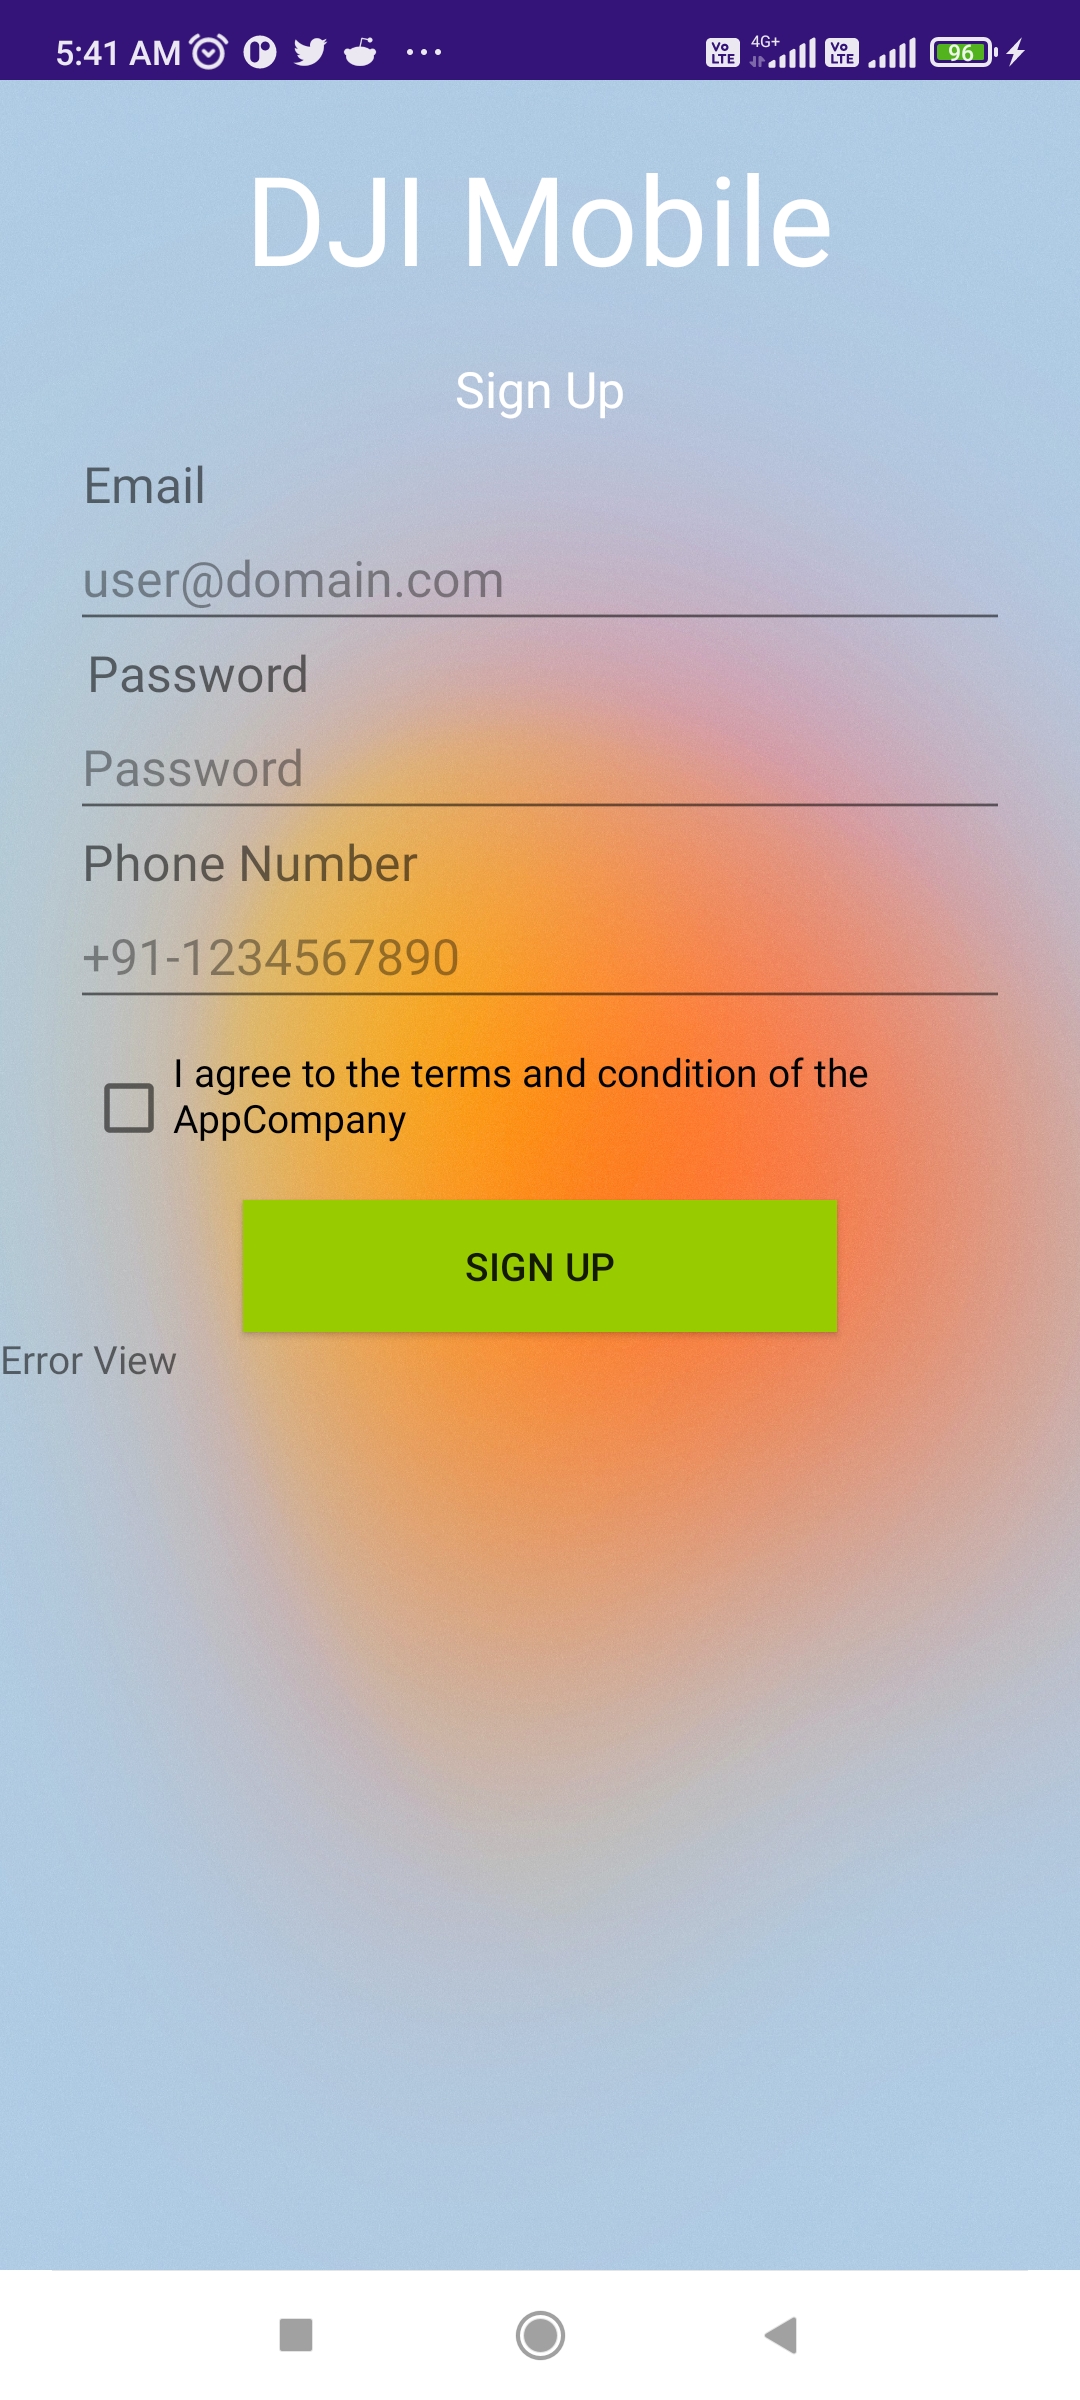 5:41 AM
Vo LTE 4G+ Vo LTE 96
DJI Mobile
Sign Up
Email
user@domain.com
Password
Password
Phone Number
+91-1234567890
I agree to the terms and condition of the
AppCompany
SIGN UP
Error View